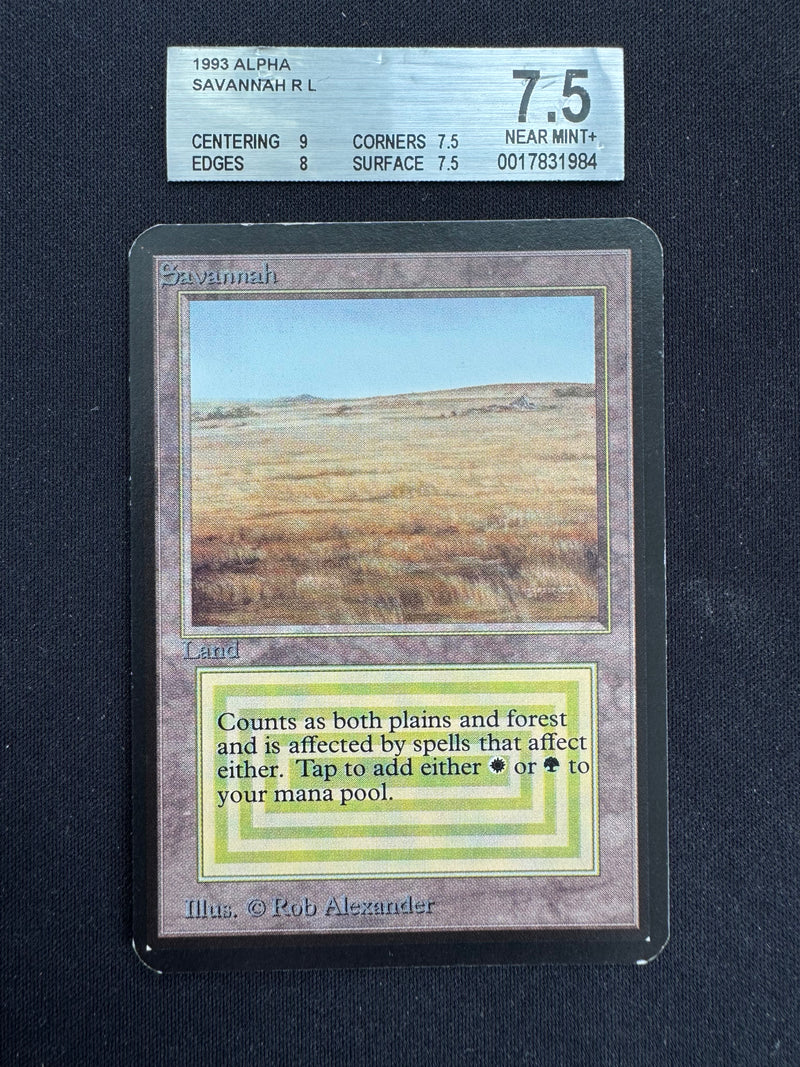 1993 ALPHA
SAVANNAH R L
7.5
CENTERING 9 CORNERS 7.5 NEAR MINT+
EDGES 8 SURFACE 7.5 0017831984
Savannah
Land
Counts as both plains and forest
and is affected by spells that affect
either. Tap to add either or to
your mana pool.
Illus. © Rob Alexander